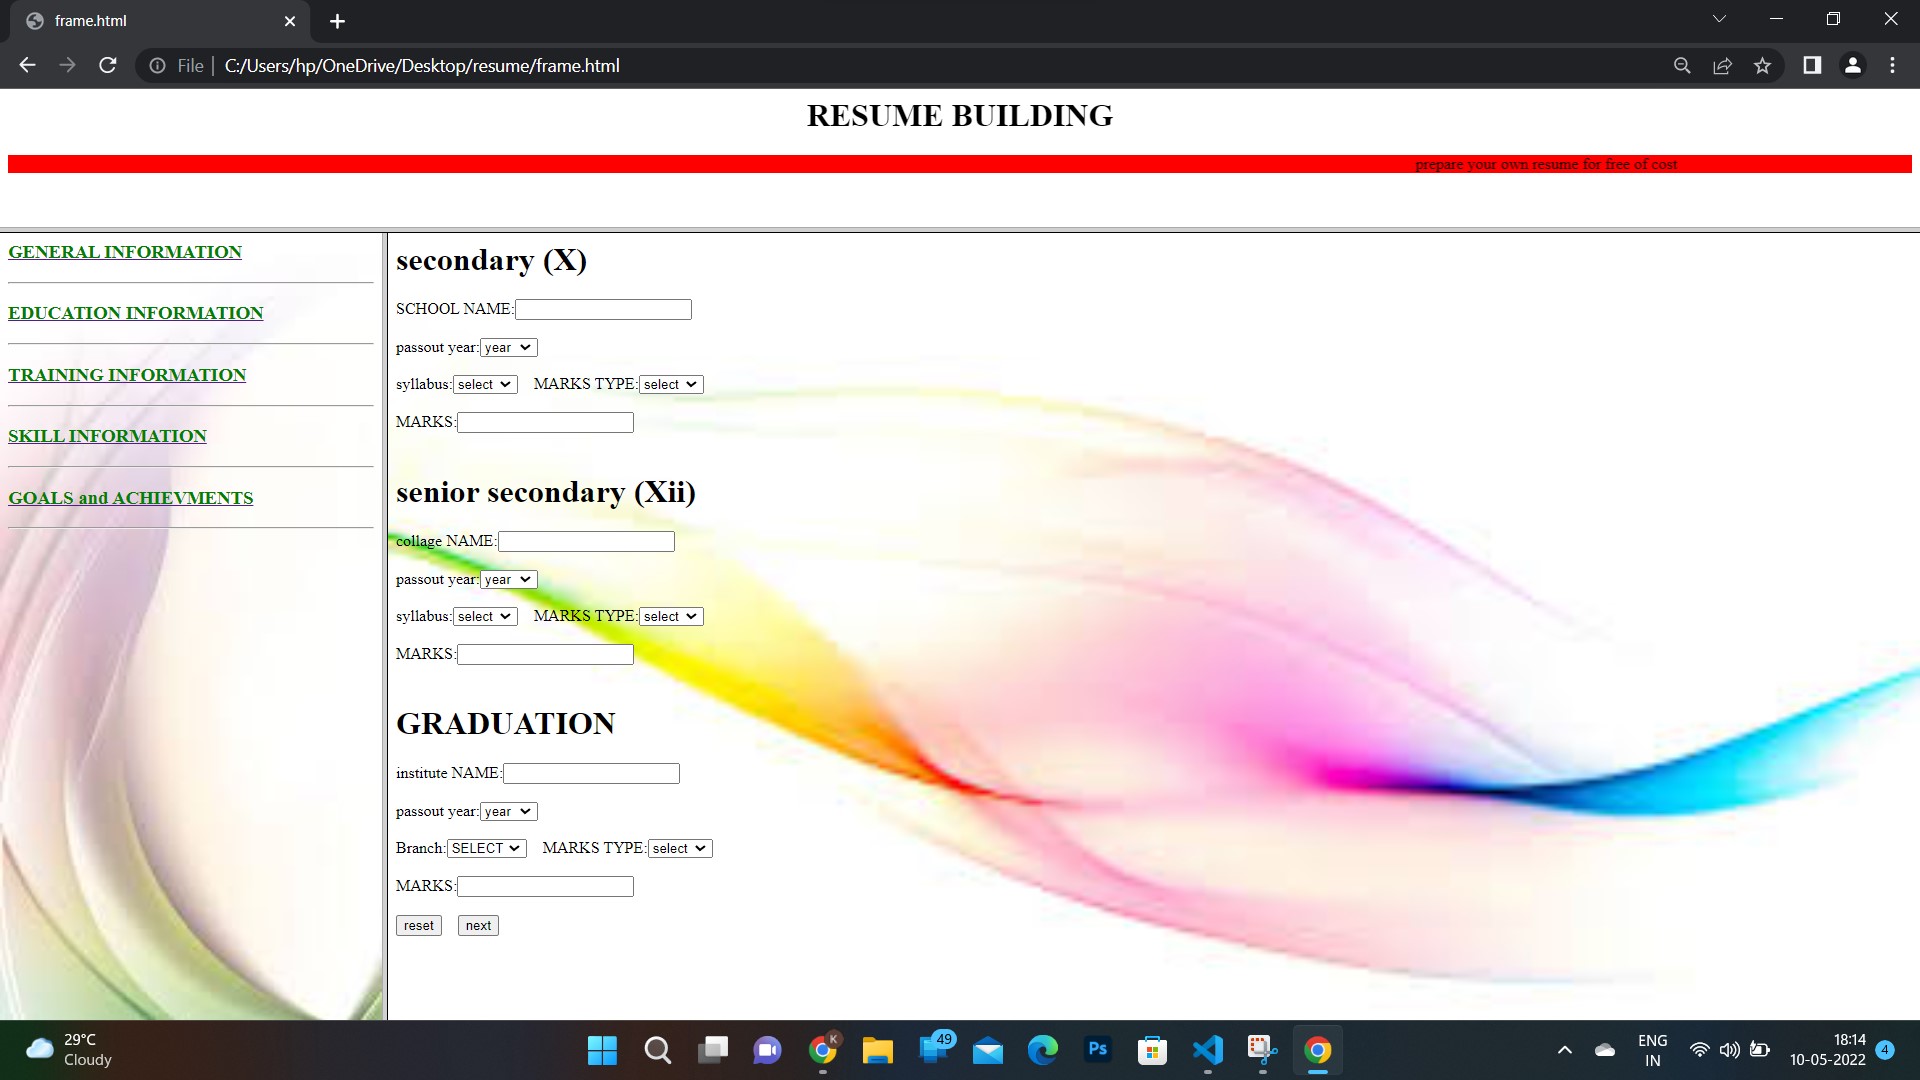 frame.html
File
C:/Users/hp/OneDrive/Desktop/resume/frame.html
RESUME BUILDING
prepare your own resume for free of cost
GENERAL INFORMATION
EDUCATION INFORMATION
TRAINING INFORMATION
SKILL INFORMATION
GOALS and ACHIEVMENTS
secondary (X)
SCHOOL NAME:
passout year: year
syllabus: select MARKS TYPE: select
MARKS:
senior secondary (Xii)
collage NAME:
passout year: year
syllabus: select MARKS TYPE: select
MARKS:
GRADUATION
institute NAME:
passout year: year
Branch: SELECT MARKS TYPE: select
MARKS:
reset next
29°C
Cloudy
K
49
Ps
ENG
IN
18:14
10-05-2022
4